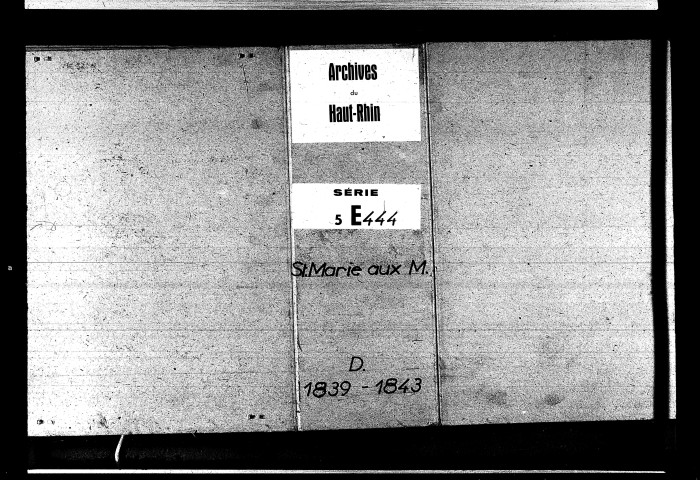 Archives
du
Haut-Rhin
SÉRIE
5 E444
St.Marie aux M.
D.
1839 - 1843